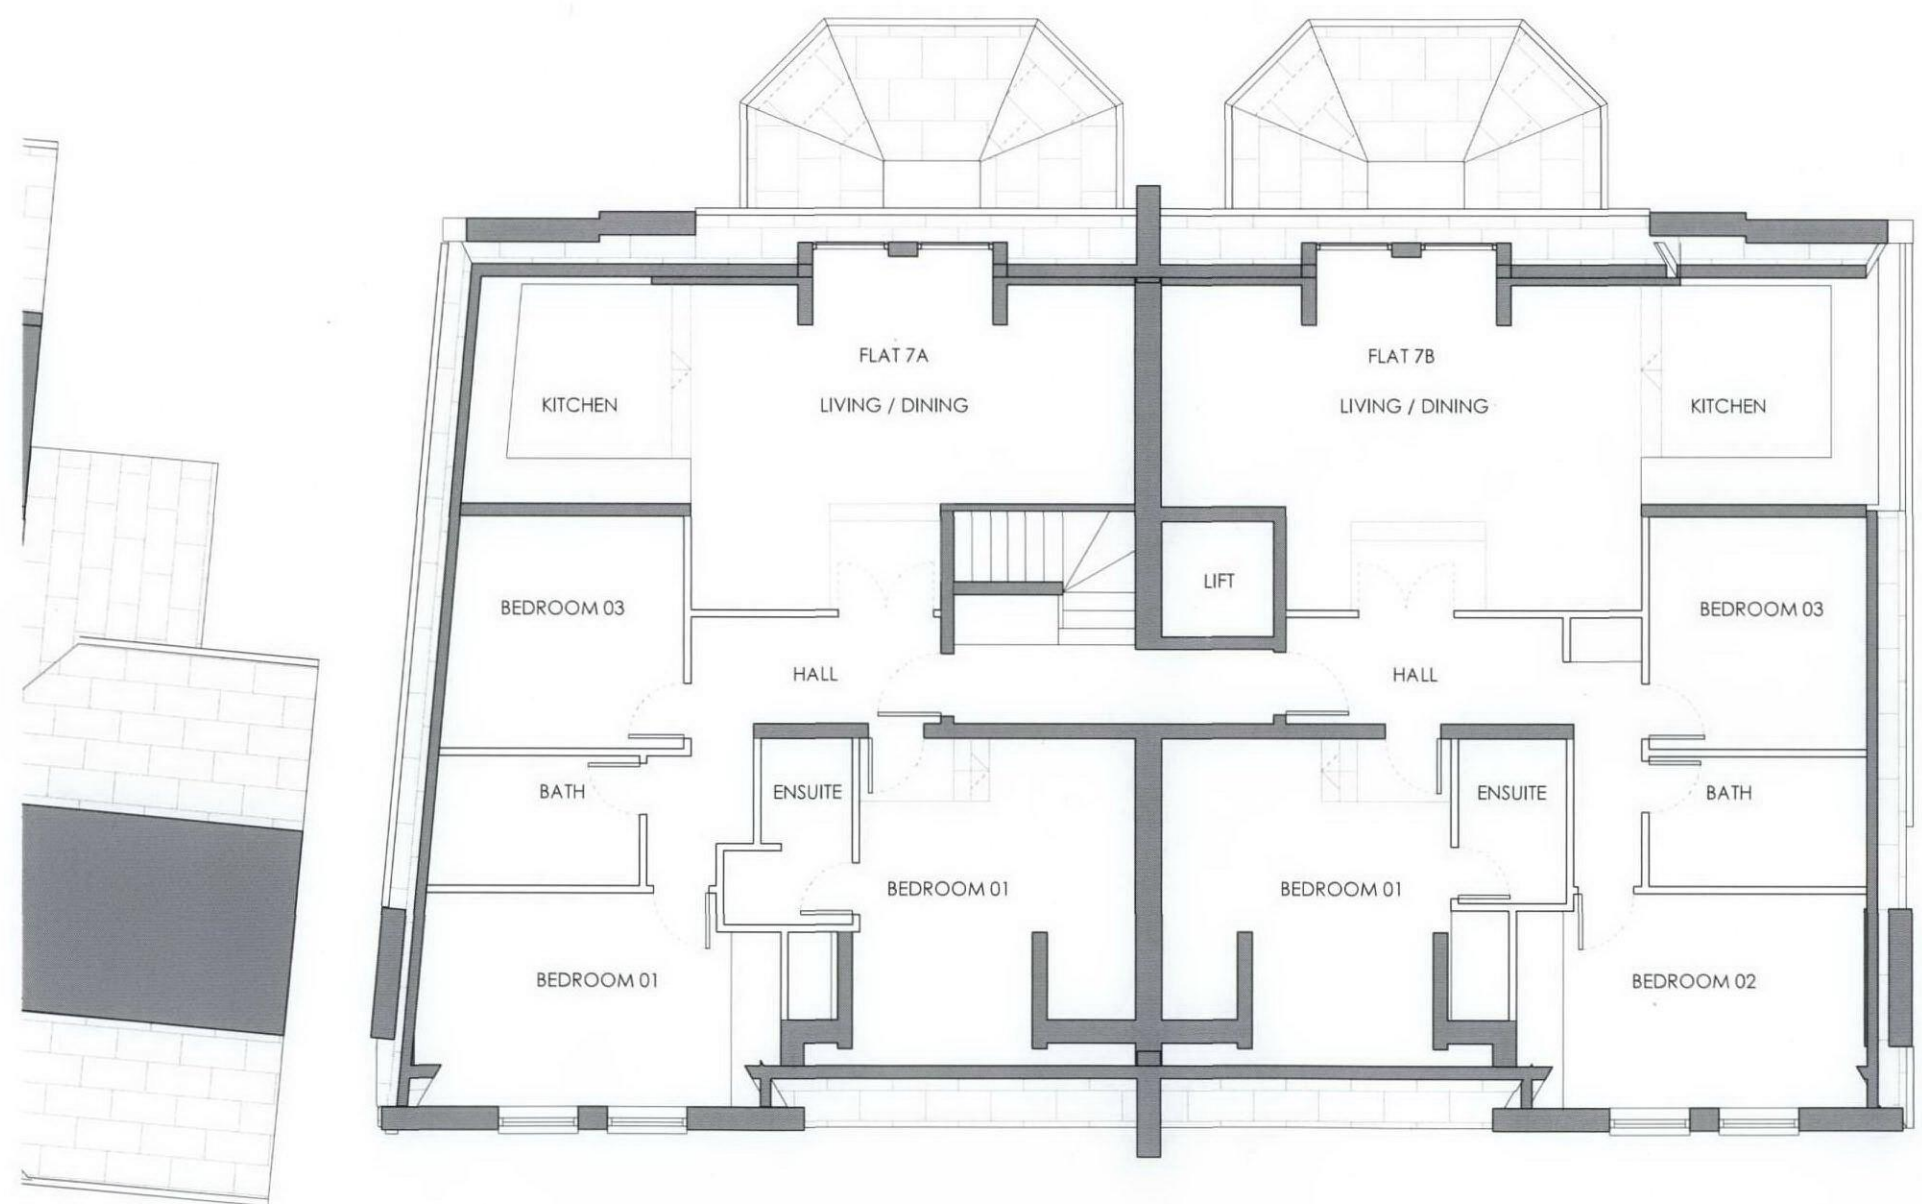 FLAT 7A
FLAT 7B
KITCHEN
LIVING / DINING
LIVING / DINING
KITCHEN
LIFT
BEDROOM 03
BEDROOM 03
HALL
HALL
BATH
ENSUITE
ENSUITE
BATH
BEDROOM 01
BEDROOM 01
BEDROOM 01
BEDROOM 02